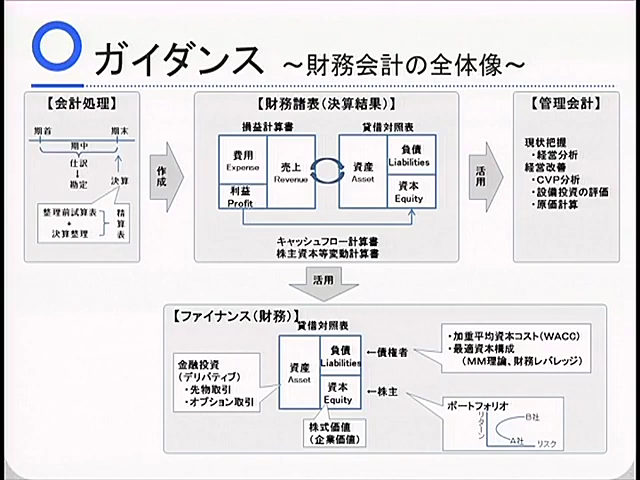 ガイダンス ～財務会計の全体像～
【会計処理】
期首 期末
期中
仕訳
勘定 決算
整理前試算表
+
決算整理
精算表
作成
【財務諸表(決算結果)】
損益計算書
費用
Expense
利益
Profit
売上
Revenue
貸借対照表
資産
Asset
負債
Liabilities
資本
Equity
キャッシュフロー計算書
株主資本等変動計算書
活用
【管理会計】
現状把握
・経営分析
経営改善
・CVP分析
・設備投資の評価
・原価計算
活用
【ファイナンス(財務)】
貸借対照表
金融投資
(デリバティブ)
・先物取引
・オプション取引
資産
Asset
負債
Liabilities
資本
Equity
←債権者
←株主
株式価値
(企業価値)
・加重平均資本コスト(WACC)
・最適資本構成
(MM理論、財務レバレッジ)
ポートフォリオ
リターン
B社
A社
リスク